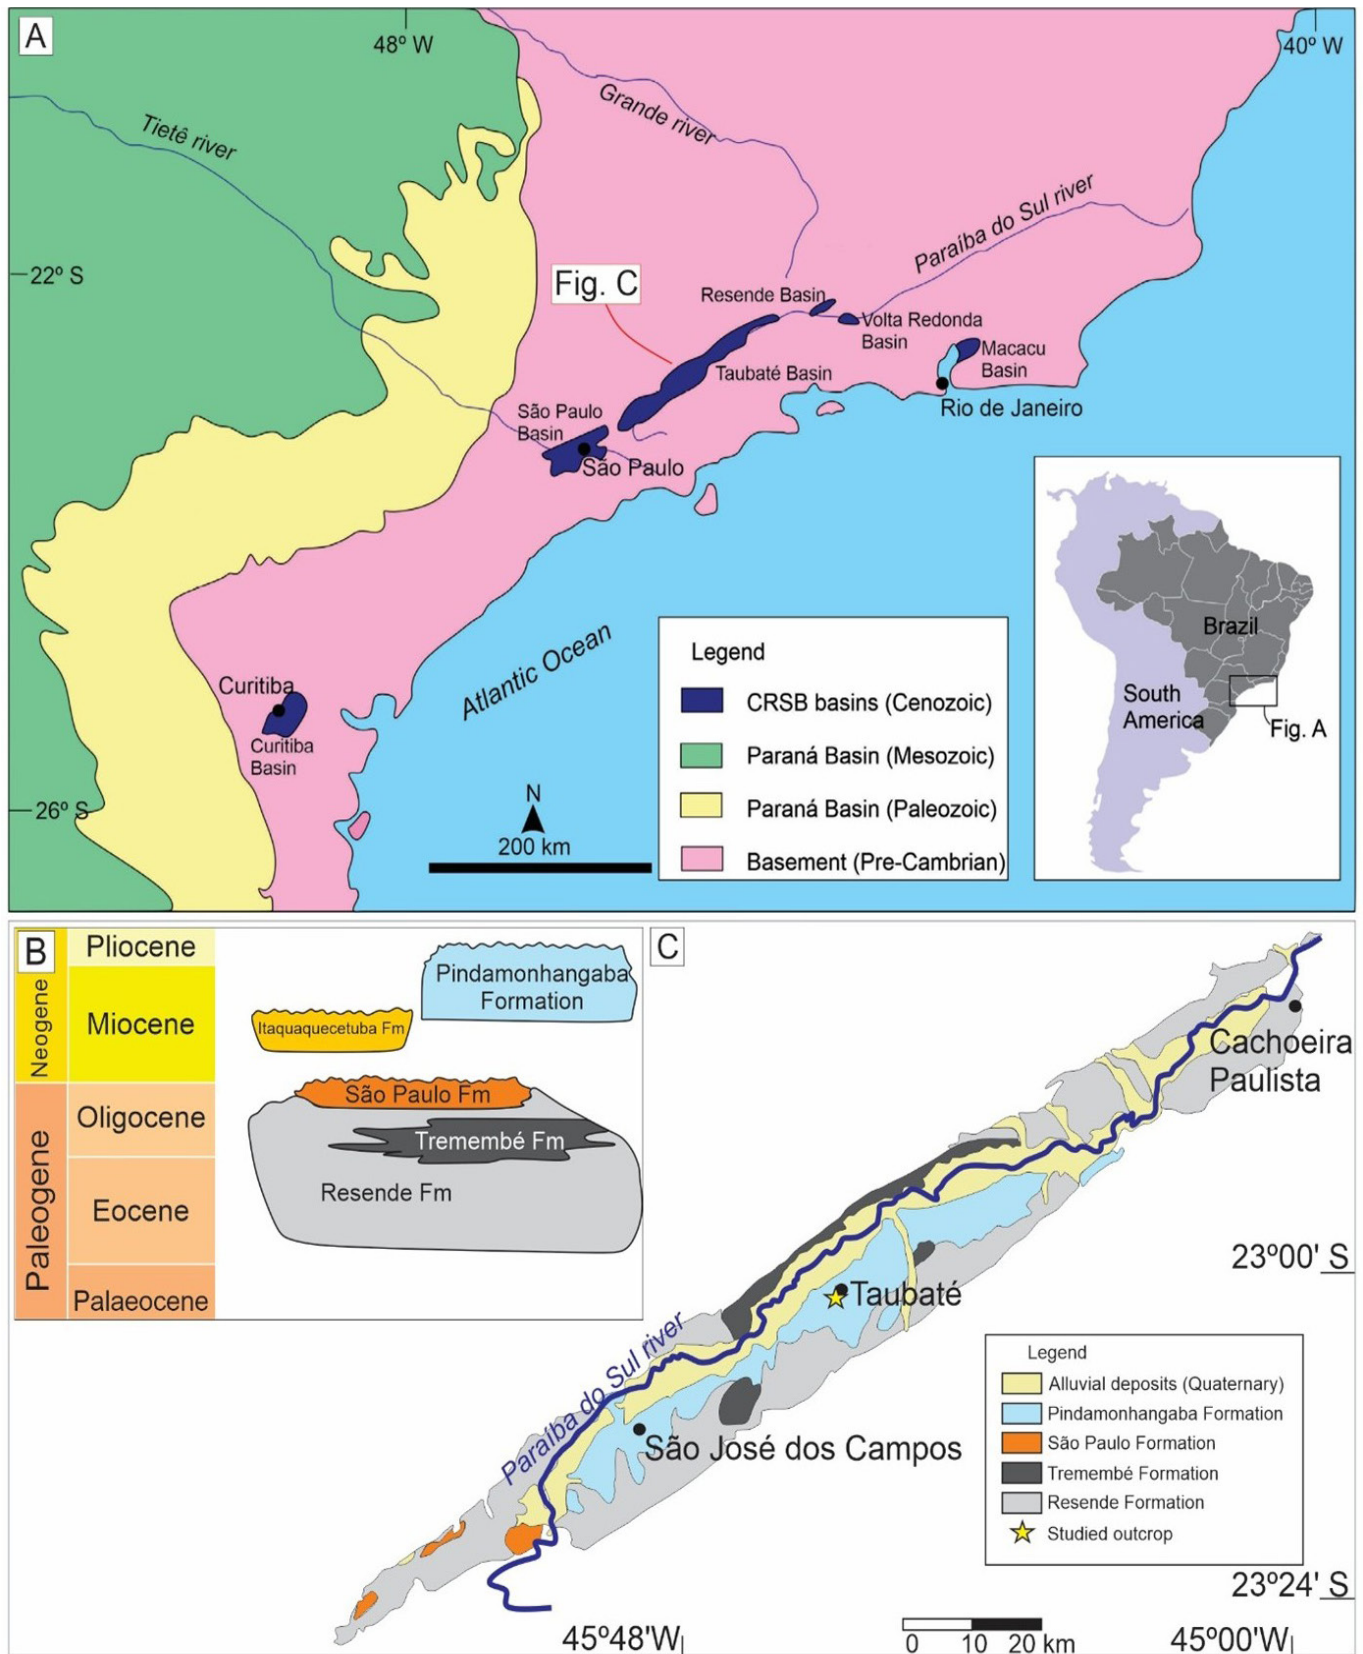 A
48º W
40º W
Tietê river
Grande river
Paraíba do Sul river
22º S
Fig. C
Resende Basin
Volta Redonda
Basin
Macacu
Basin
Taubaté Basin
Rio de Janeiro
São Paulo
Basin
São Paulo
Curitiba
Curitiba
Basin
Atlantic Ocean
26º S
N
200 km
Legend
CRSB basins (Cenozoic)
Paraná Basin (Mesozoic)
Paraná Basin (Paleozoic)
Basement (Pre-Cambrian)
Brazil
South
America
Fig. A
B
Neogene
Paleogene
Pliocene
Miocene
Oligocene
Eocene
Palaeocene
Pindamonhangaba
Formation
Itaquaquecetuba Fm
São Paulo Fm
Tremembé Fm
Resende Fm
C
Cachoeira
Paulista
23º00' S
Taubaté
Paraíba do Sul river
São José dos Campos
Legend
Alluvial deposits (Quaternary)
Pindamonhangaba Formation
São Paulo Formation
Tremembé Formation
Resende Formation
Studied outcrop
23º24' S
45º48'W
0 10 20 km
45º00'W